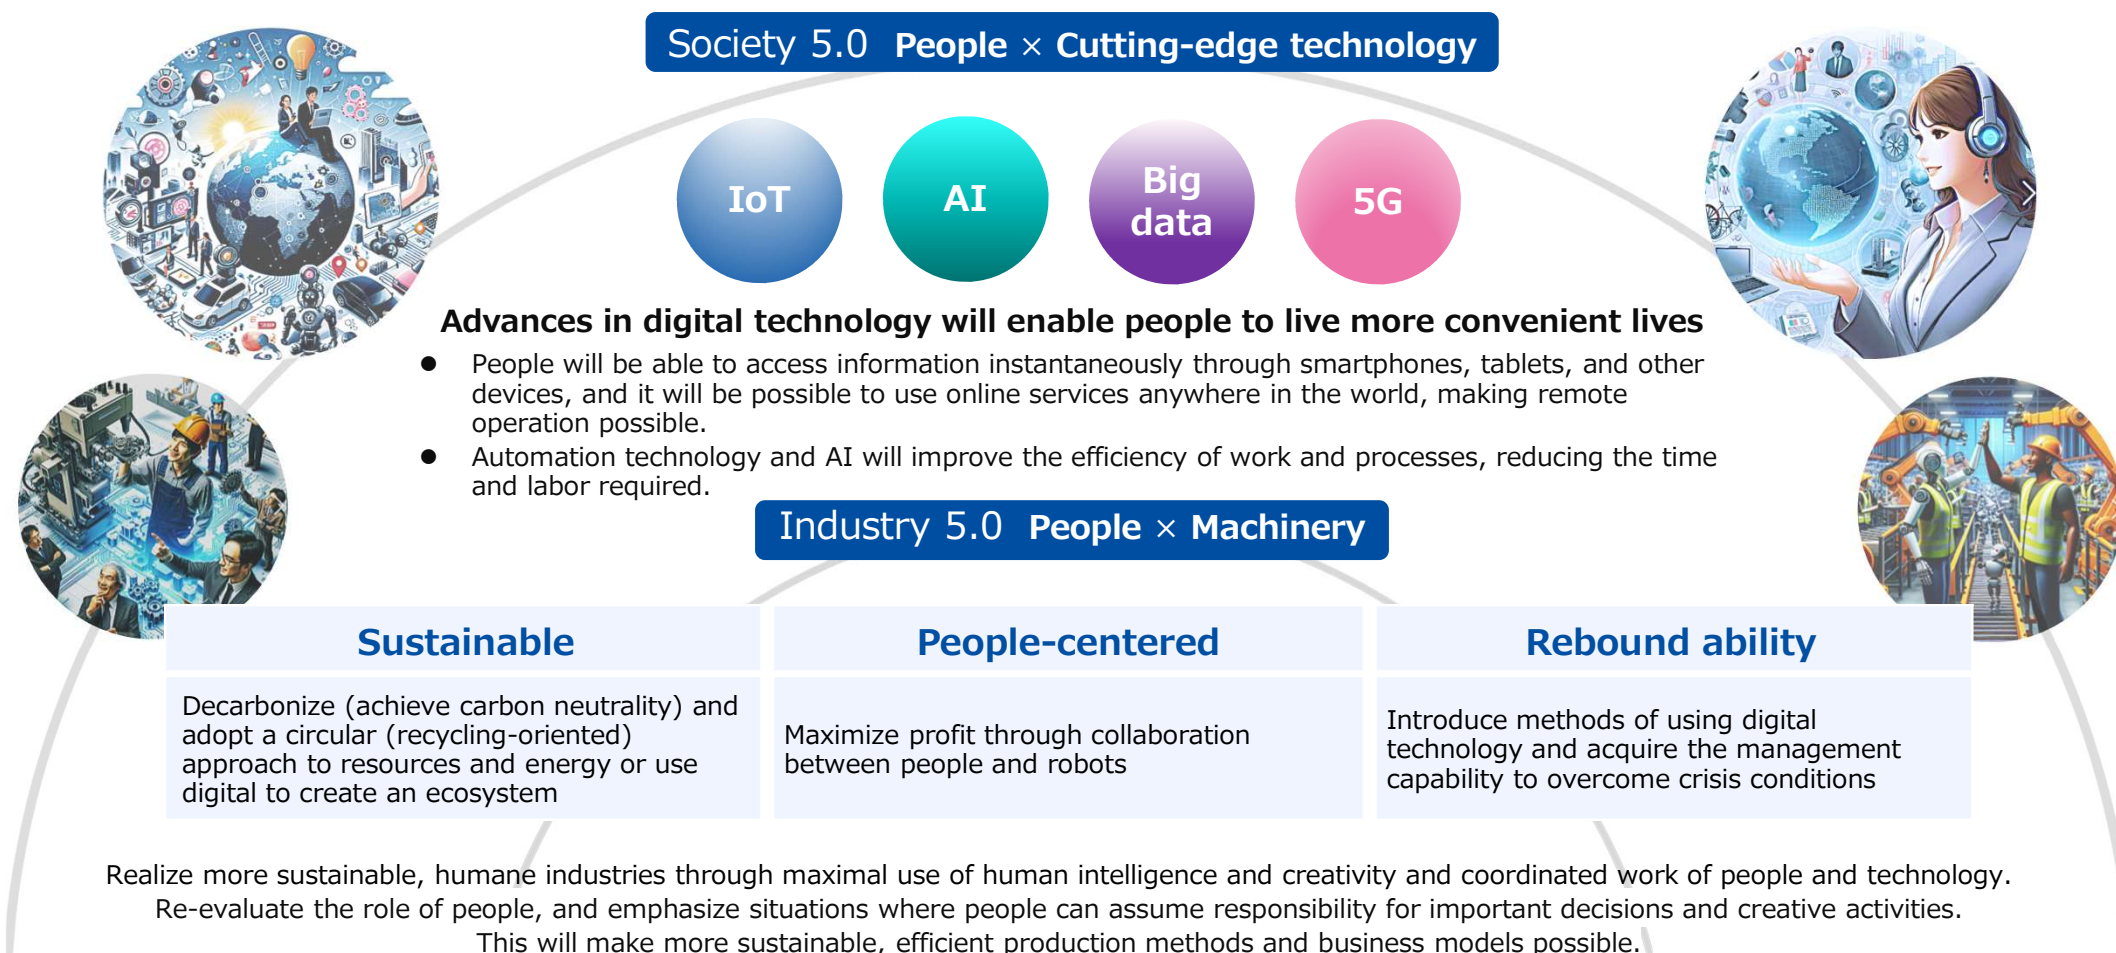 Society 5.0 People × Cutting-edge technology
IoT
AI
Big
data
5G
Advances in digital technology will enable people to live more convenient lives
● People will be able to access information instantaneously through smartphones, tablets, and other
devices, and it will be possible to use online services anywhere in the world, making remote
operation possible.
● Automation technology and AI will improve the efficiency of work and processes, reducing the time
and labor required.
Industry 5.0 People × Machinery
Sustainable
Decarbonize (achieve carbon neutrality) and
adopt a circular (recycling-oriented)
approach to resources and energy or use
digital to create an ecosystem
People-centered
Maximize profit through collaboration
between people and robots
Rebound ability
Introduce methods of using digital
technology and acquire the management
capability to overcome crisis conditions
Realize more sustainable, humane industries through maximal use of human intelligence and creativity and coordinated work of people and technology.
Re-evaluate the role of people, and emphasize situations where people can assume responsibility for important decisions and creative activities.
This will make more sustainable, efficient production methods and business models possible.